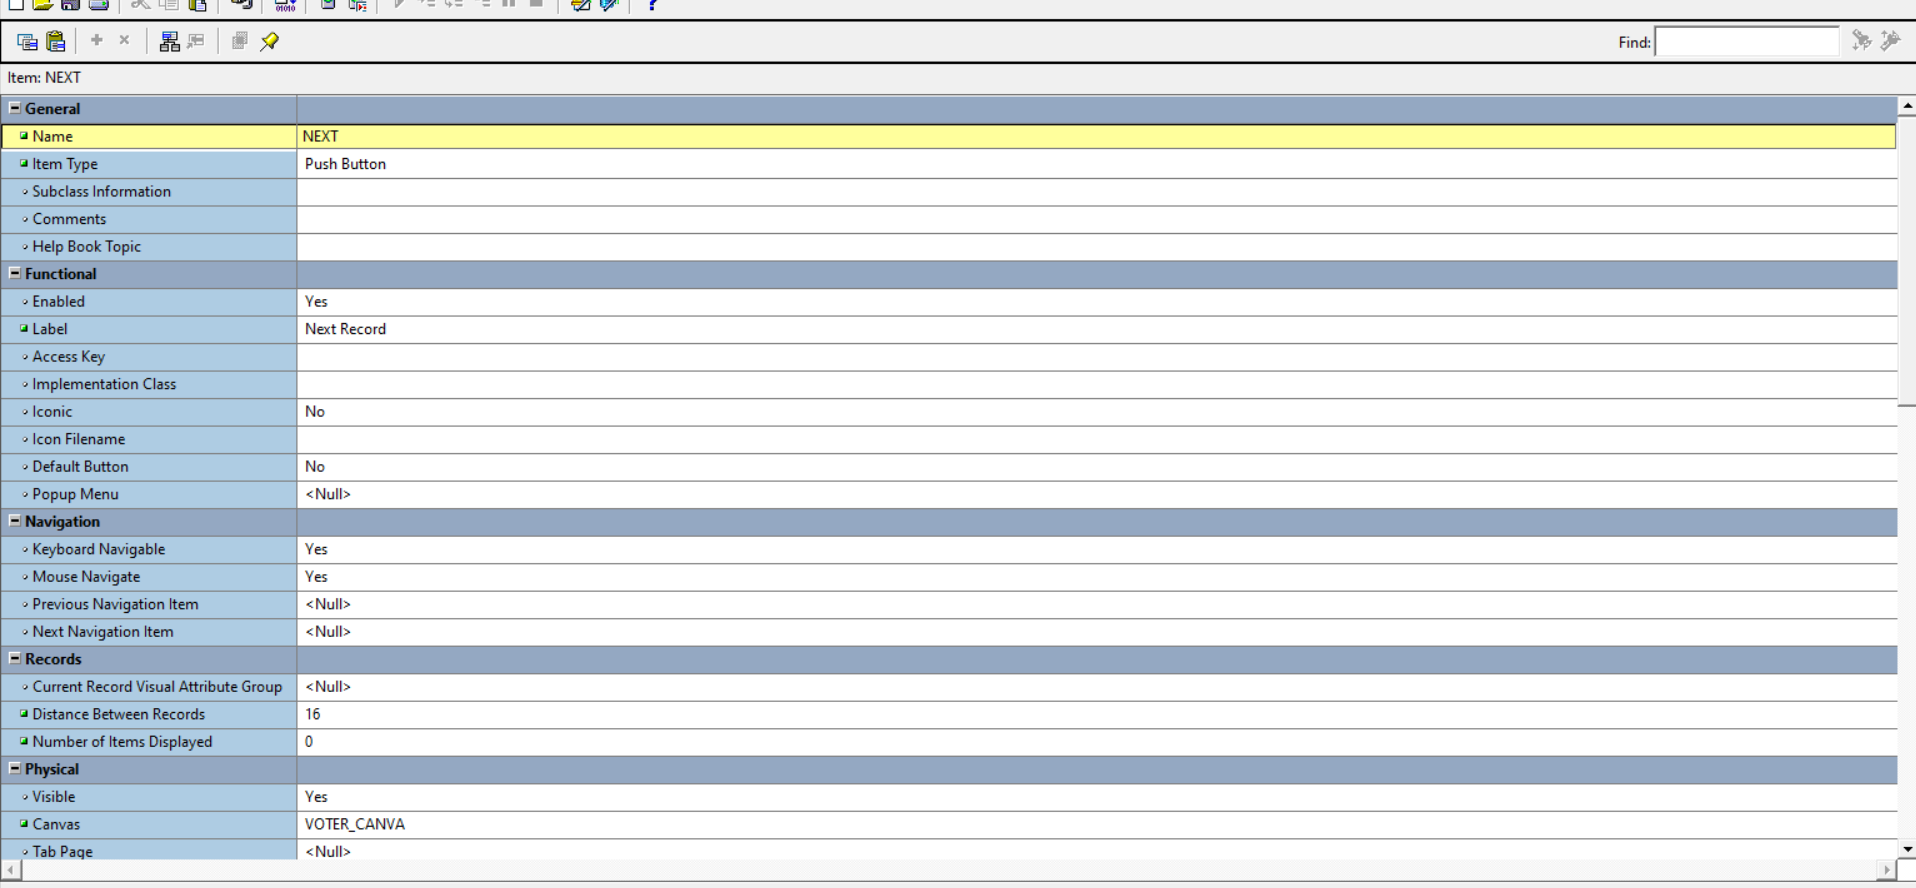 Find:
Item: NEXT
General
Name NEXT
Item Type Push Button
Subclass Information
Comments
Help Book Topic
Functional
Enabled Yes
Label Next Record
Access Key
Implementation Class
Iconic No
Icon Filename
Default Button No
Popup Menu <Null>
Navigation
Keyboard Navigable Yes
Mouse Navigate Yes
Previous Navigation Item <Null>
Next Navigation Item <Null>
Records
Current Record Visual Attribute Group <Null>
Distance Between Records 16
Number of Items Displayed 0
Physical
Visible Yes
Canvas VOTER_CANVA
Tab Page <Null>